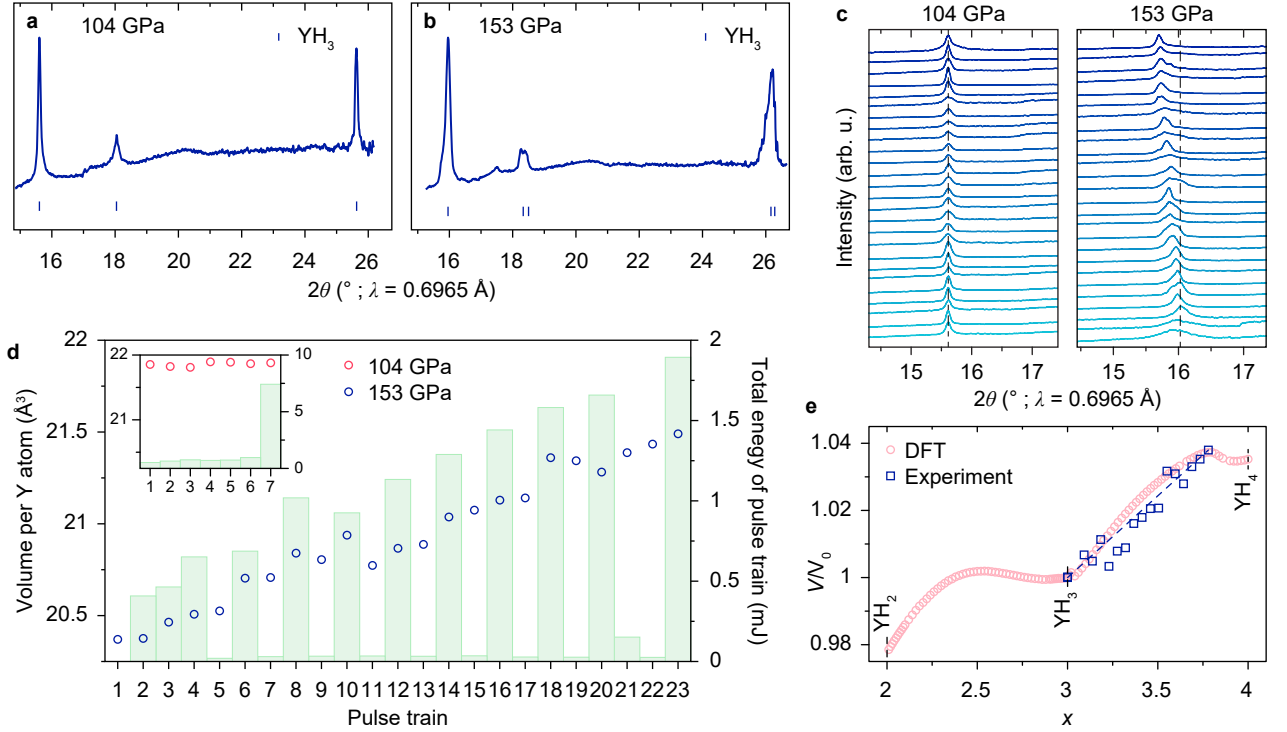 a
104 GPa
YH₃
b
153 GPa
YH₃
16 18 20 22 24 26
16 18 20 22 24 26
2θ (° ; λ = 0.6965 Å)
c
104 GPa
153 GPa
Intensity (arb. u.)
15 16 17
15 16 17
2θ (° ; λ = 0.6965 Å)
d
22
21.5
21
20.5
Volume per Y atom (Å³)
22
21
10
5
0
1 2 3 4 5 6 7
104 GPa
153 GPa
2
1.5
1
0.5
0
Total enegy of pulse train (mJ)
1 2 3 4 5 6 7 8 9 10 11 12 13 14 15 16 17 18 19 20 21 22 23
Pulse train
e
1.04
1.02
1
0.98
V/V₀
DFT
Experiment
YH₂
YH₃
YH₄
2 2.5 3 3.5 4
x